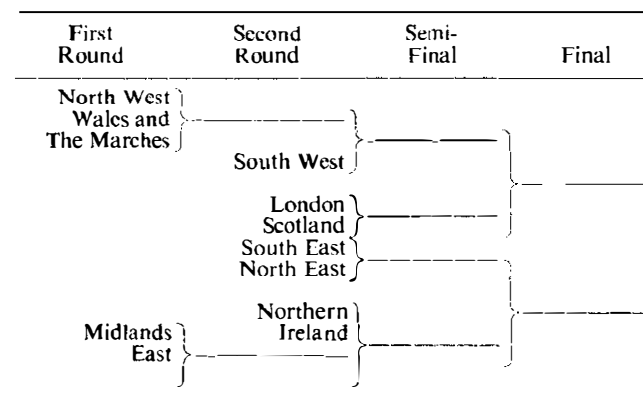 First Second Semi-
Round Round Final Final
North West
Wales and
The Marches
South West
London
Scotland
South East
North East
Northern
Ireland
Midlands
East